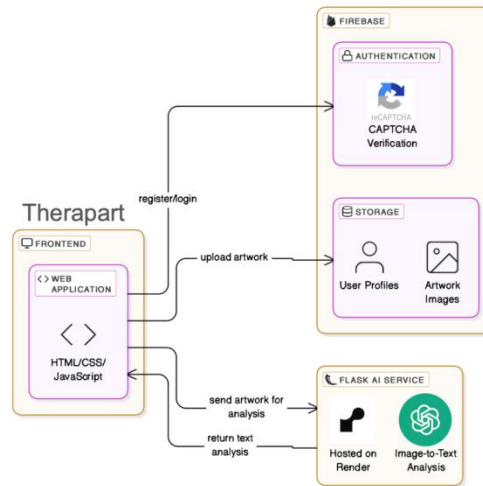 FIREBASE
AUTHENTICATION
reCAPTCHA
CAPTCHA
Verification
register/login
Therapart
FRONTEND
WEB
APPLICATION
HTML/CSS/
JavaScript
upload artwork
STORAGE
User Profiles
Artwork
Images
send artwork for
analysis
return text
analysis
FLASK AI SERVICE
Hosted on
Render
Image-to-Text
Analysis